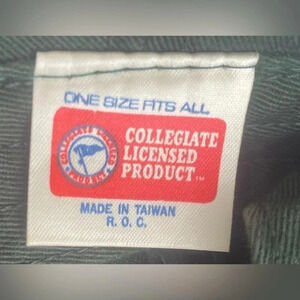 ONE SIZE FITS ALL
COLLEGIATE
LICENSED
PRODUCT™
MADE IN TAIWAN
R. O. C.